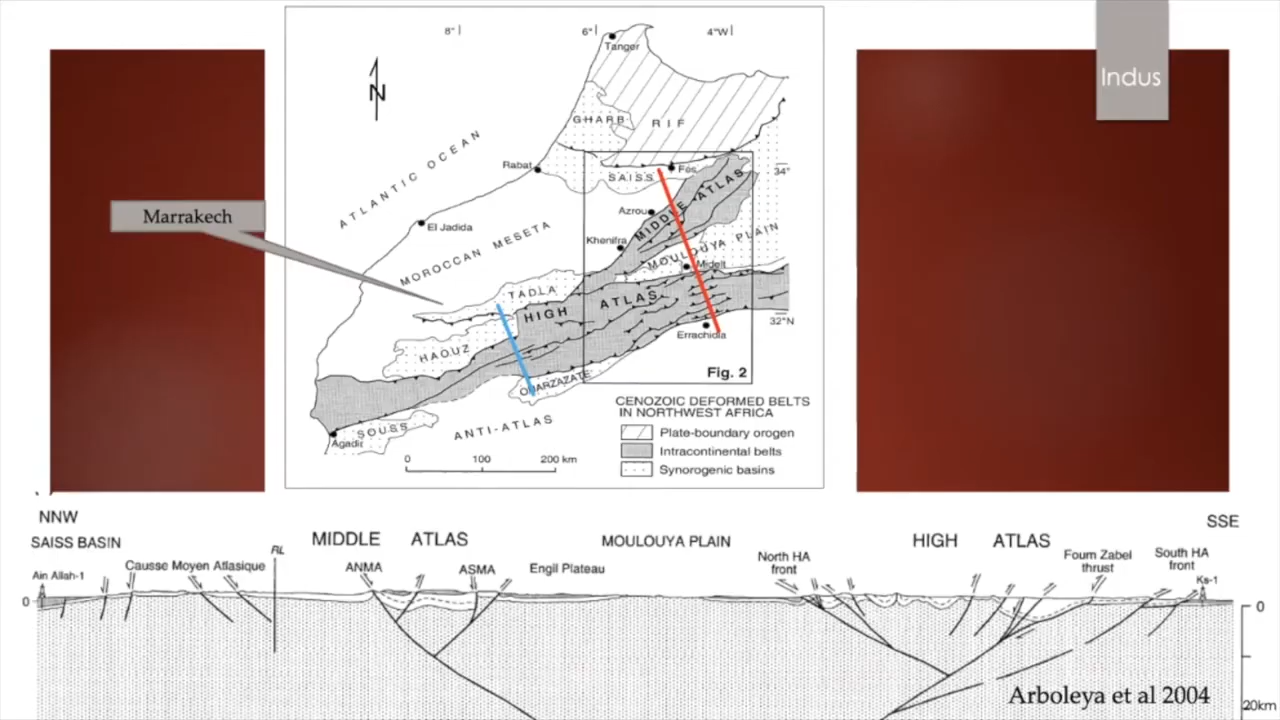 Indus
8°
6°
4°W
Tanger
N
GHARB
RIF
ATLANTIC OCEAN
Rabat
SAISS
Fès
34°
Marrakech
Azrou
MIDDLE ATLAS
El Jadida
Khenifra
MOULOUYA PLAIN
MOROCCAN MESETA
Midelt
TADLA
HIGH ATLAS
32°N
Errachidia
HAOUZ
Fig. 2
OUARZAZATE
CENOZOIC DEFORMED BELTS
IN NORTHWEST AFRICA
SOUSS
ANTI-ATLAS
Plate-boundary orogen
Agadir
Intracontinental belts
0 100 200 km
Synorogenic basins
NNW
SSE
SAISS BASIN
MIDDLE ATLAS
MOULOUYA PLAIN
HIGH ATLAS
RL
North HA
front
Foum Zabel
thrust
South HA
front
Causse Moyen Atlasique
ANMA
ASMA
Engil Plateau
Ain Allah-1
Ks-1
0
0
Arboleya et al 2004
20km